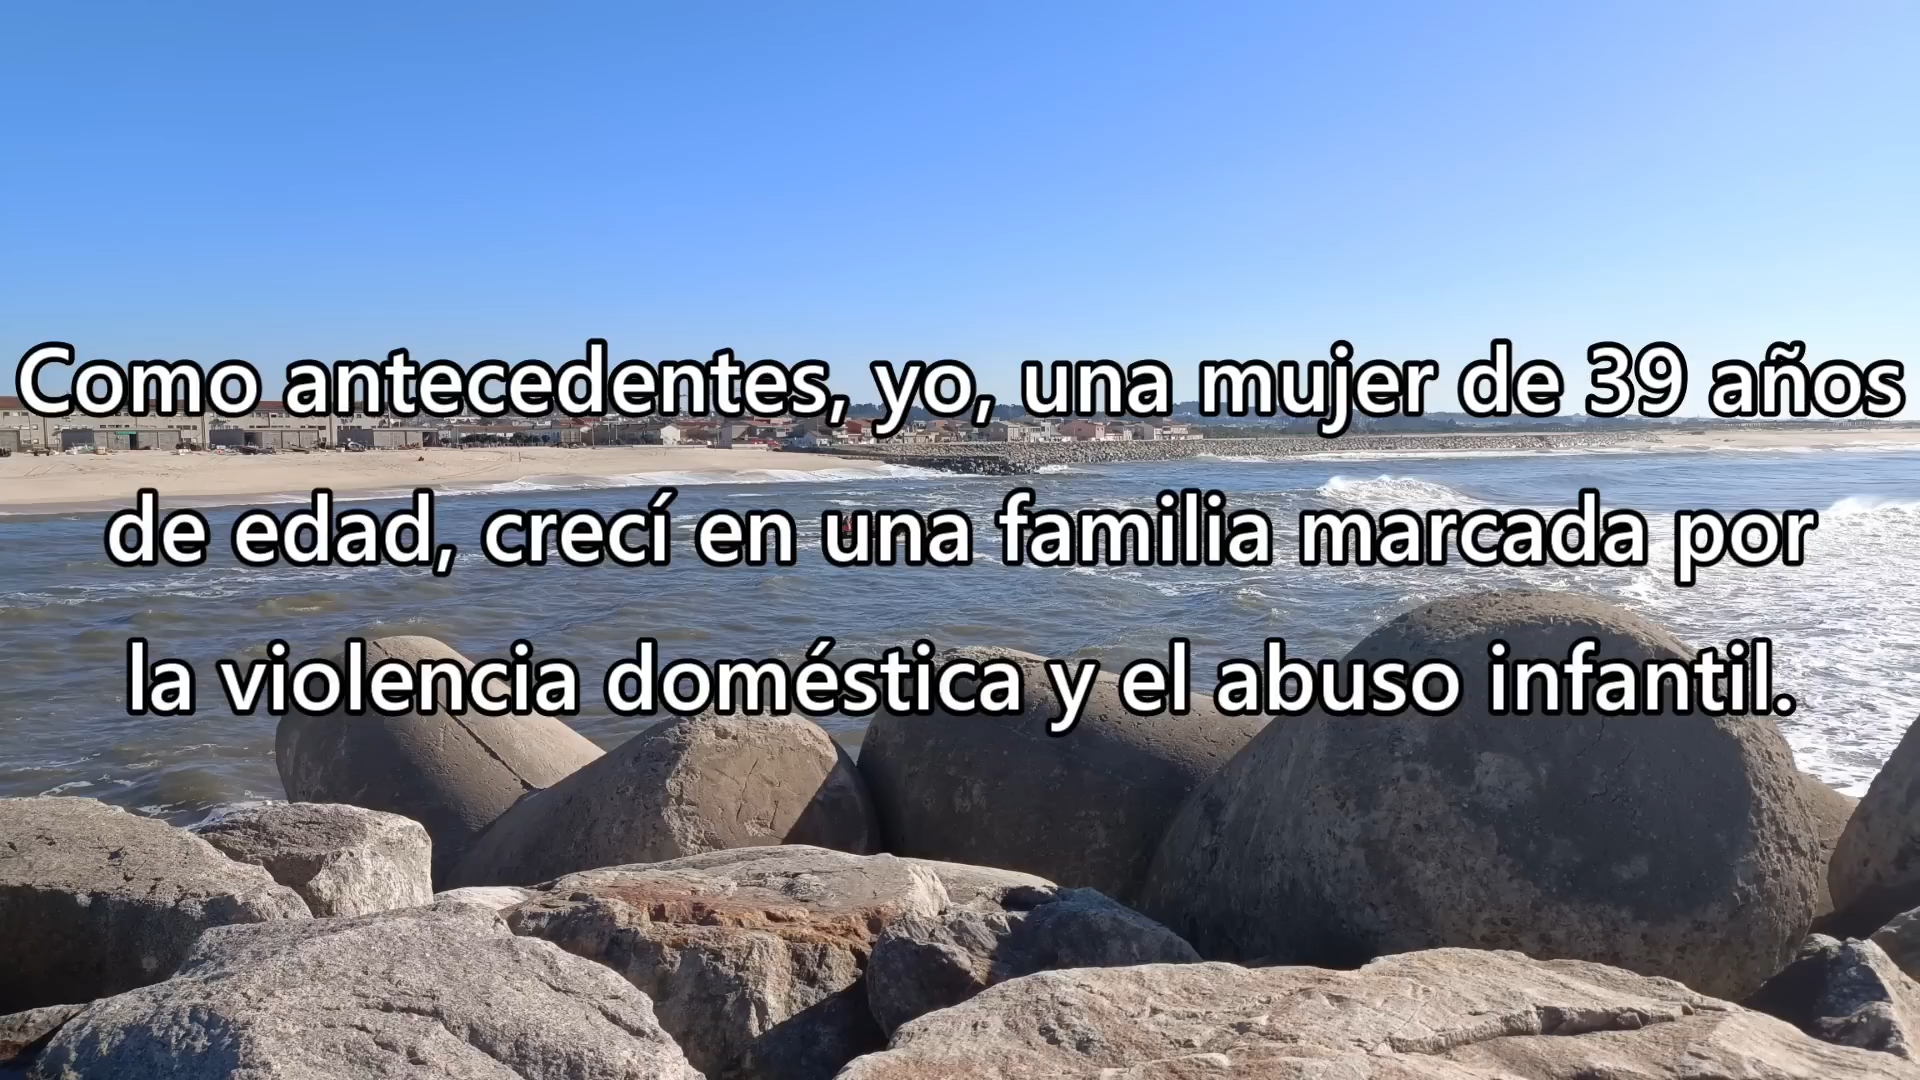 Como antecedentes, yo, una mujer de 39 años
de edad, crecí en una familia marcada por
la violencia doméstica y el abuso infantil.